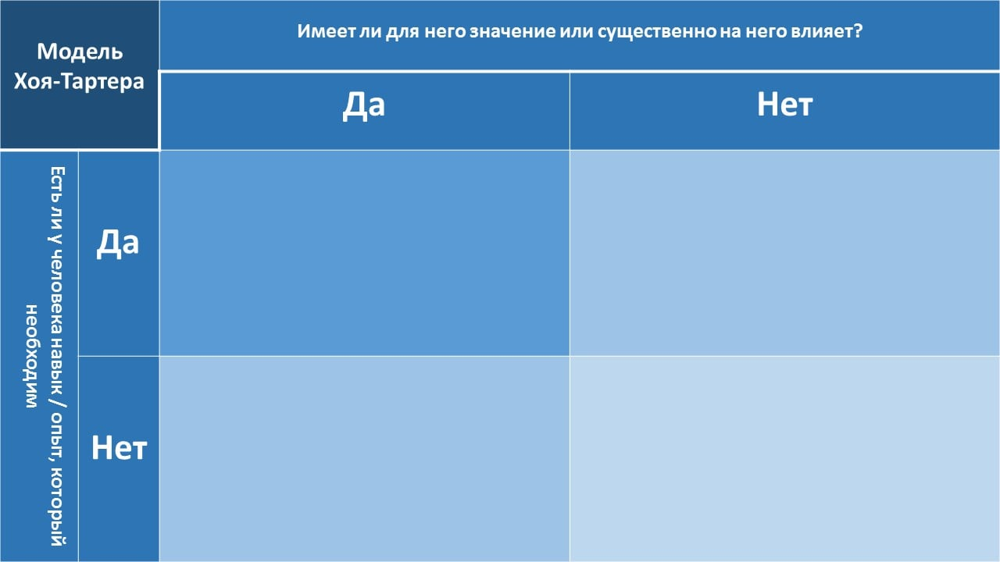 Модель
Хоя-Тартера
Имеет ли для него значение или существенно на него влияет?
Да
Нет
Есть ли у человека навык / опыт, который
необходим
Да
Нет